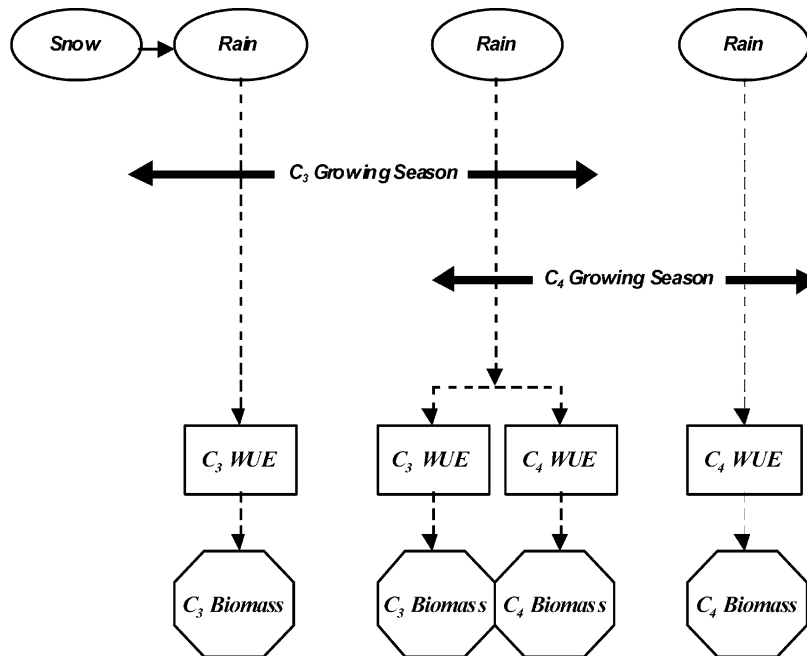 Snow
Rain
Rain
Rain
C₃ Growing Season
C₄ Growing Season
C₃ WUE
C₃ WUE
C₄ WUE
C₄ WUE
C₃ Biomass
C₃ Biomass
C₄ Biomass
C₄ Biomass